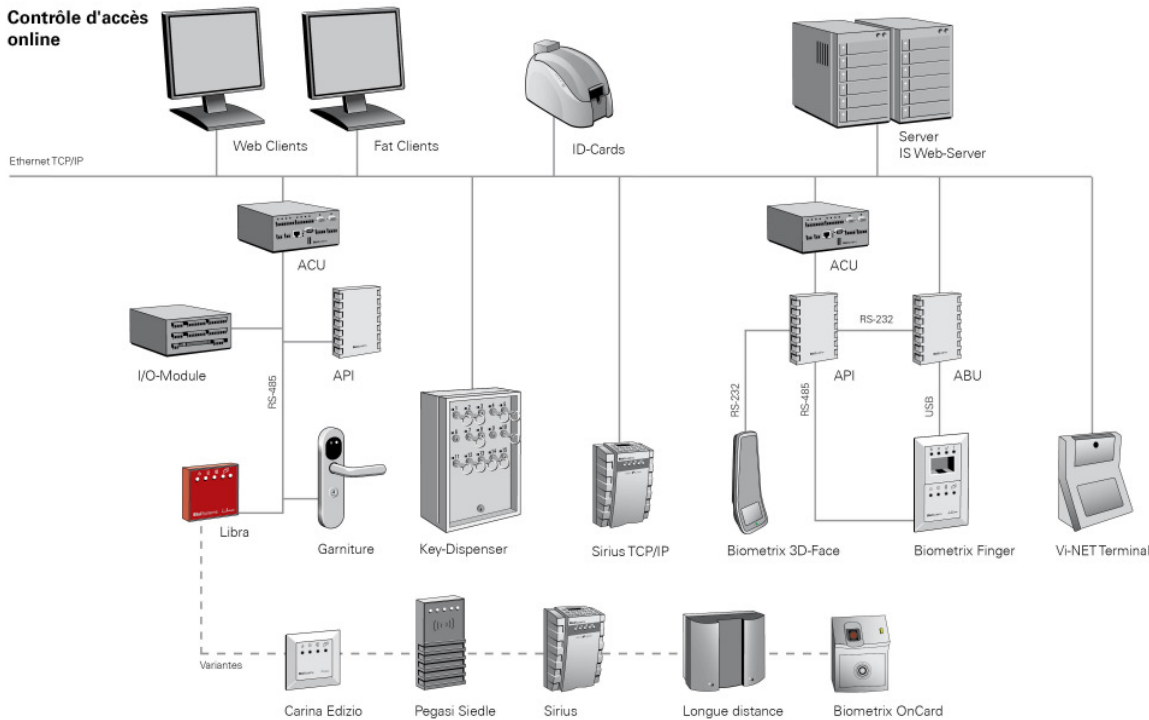 Contrôle d'accès
online
Web Clients
Fat Clients
ID-Cards
Server
IS Web-Server
Ethernet TCP/IP
ACU
ACU
I/O-Module
API
RS-485
RS-232
API
ABU
RS-232
RS-485
USB
Libra
Garniture
Key-Dispenser
Sirius TCP/IP
Biometrix 3D-Face
Biometrix Finger
Vi-NET Terminal
Variantes
Carina Edizio
Pegasi Siedle
Sirius
Longue distance
Biometrix OnCard